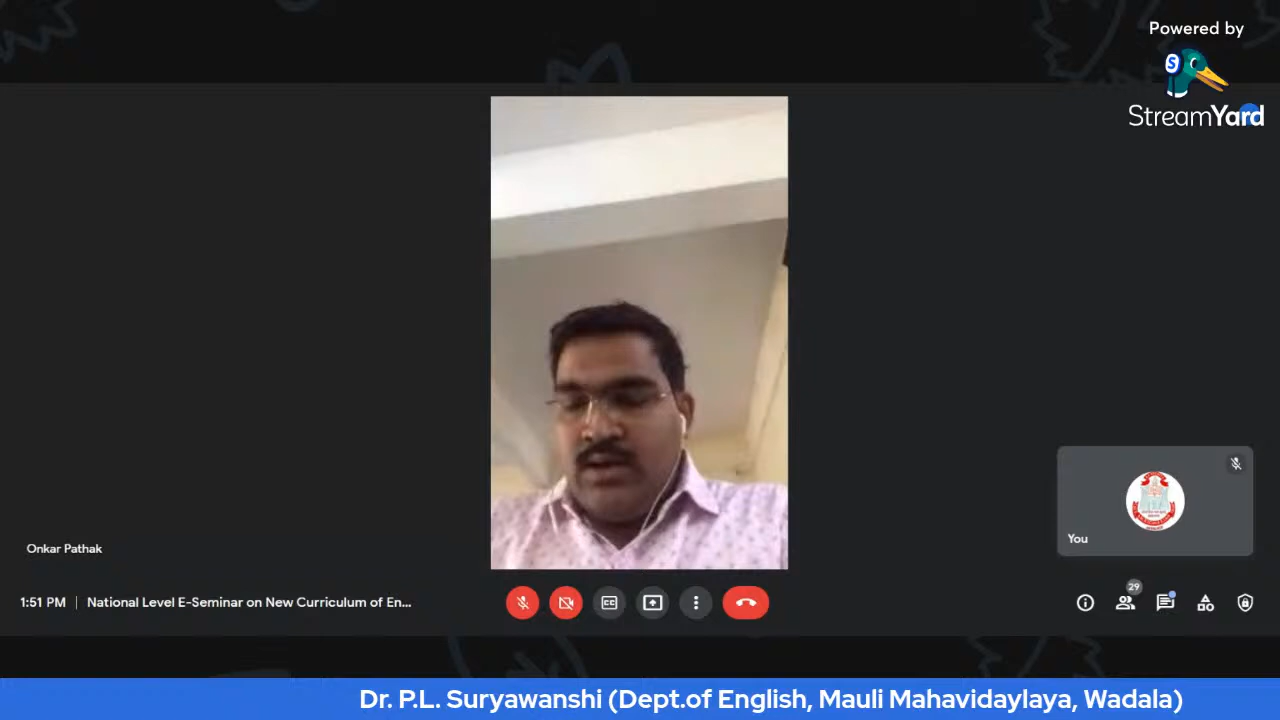 Powered by
StreamYard
Onkar Pathak
You
1:51 PM | National Level E-Seminar on New Curriculum of En...
CC
29
Dr. P.L. Suryawanshi (Dept.of English, Mauli Mahavidaylaya, Wadala)